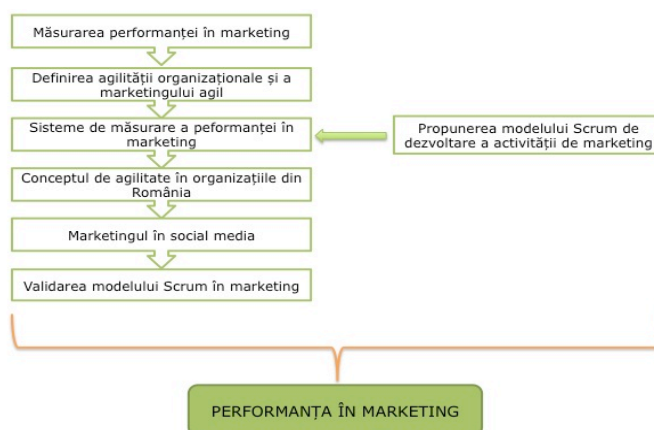 Măsurarea performanței în marketing
Definirea agilității organizaționale și a
marketingului agil
Sisteme de măsurare a peformanței în
marketing
Propunerea modelului Scrum de
dezvoltare a activității de marketing
Conceptul de agilitate în organizațiile din
România
Marketingul în social media
Validarea modelului Scrum în marketing
PERFORMANȚA ÎN MARKETING